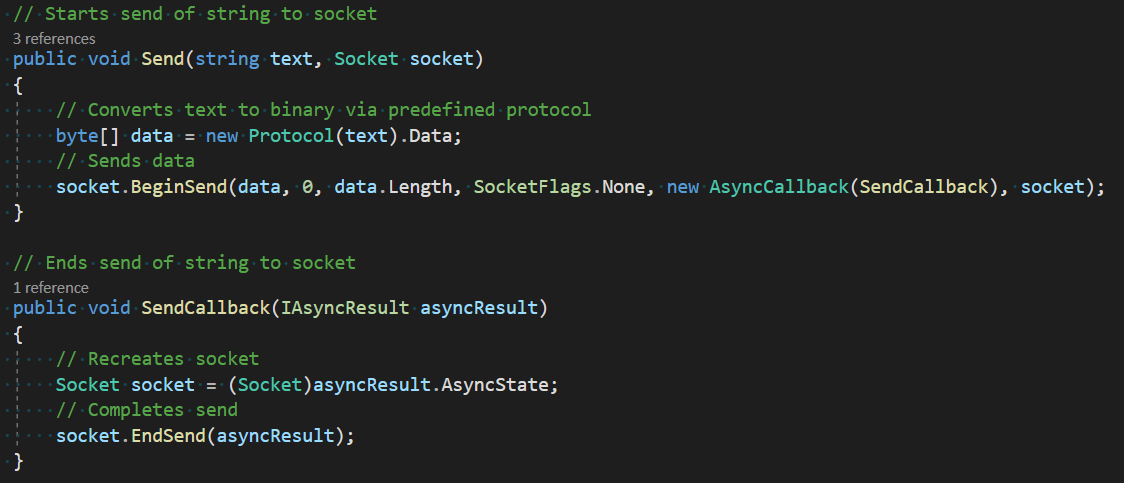 // Starts send of string to socket
3 references
public void Send(string text, Socket socket)
{
// Converts text to binary via predefined protocol
byte[] data = new Protocol(text).Data;
// Sends data
socket.BeginSend(data, 0, data.Length, SocketFlags.None, new AsyncCallback(SendCallback), socket);
}
// Ends send of string to socket
1 reference
public void SendCallback(IAsyncResult asyncResult)
{
// Recreates socket
Socket socket = (Socket)asyncResult.AsyncState;
// Completes send
socket.EndSend(asyncResult);
}